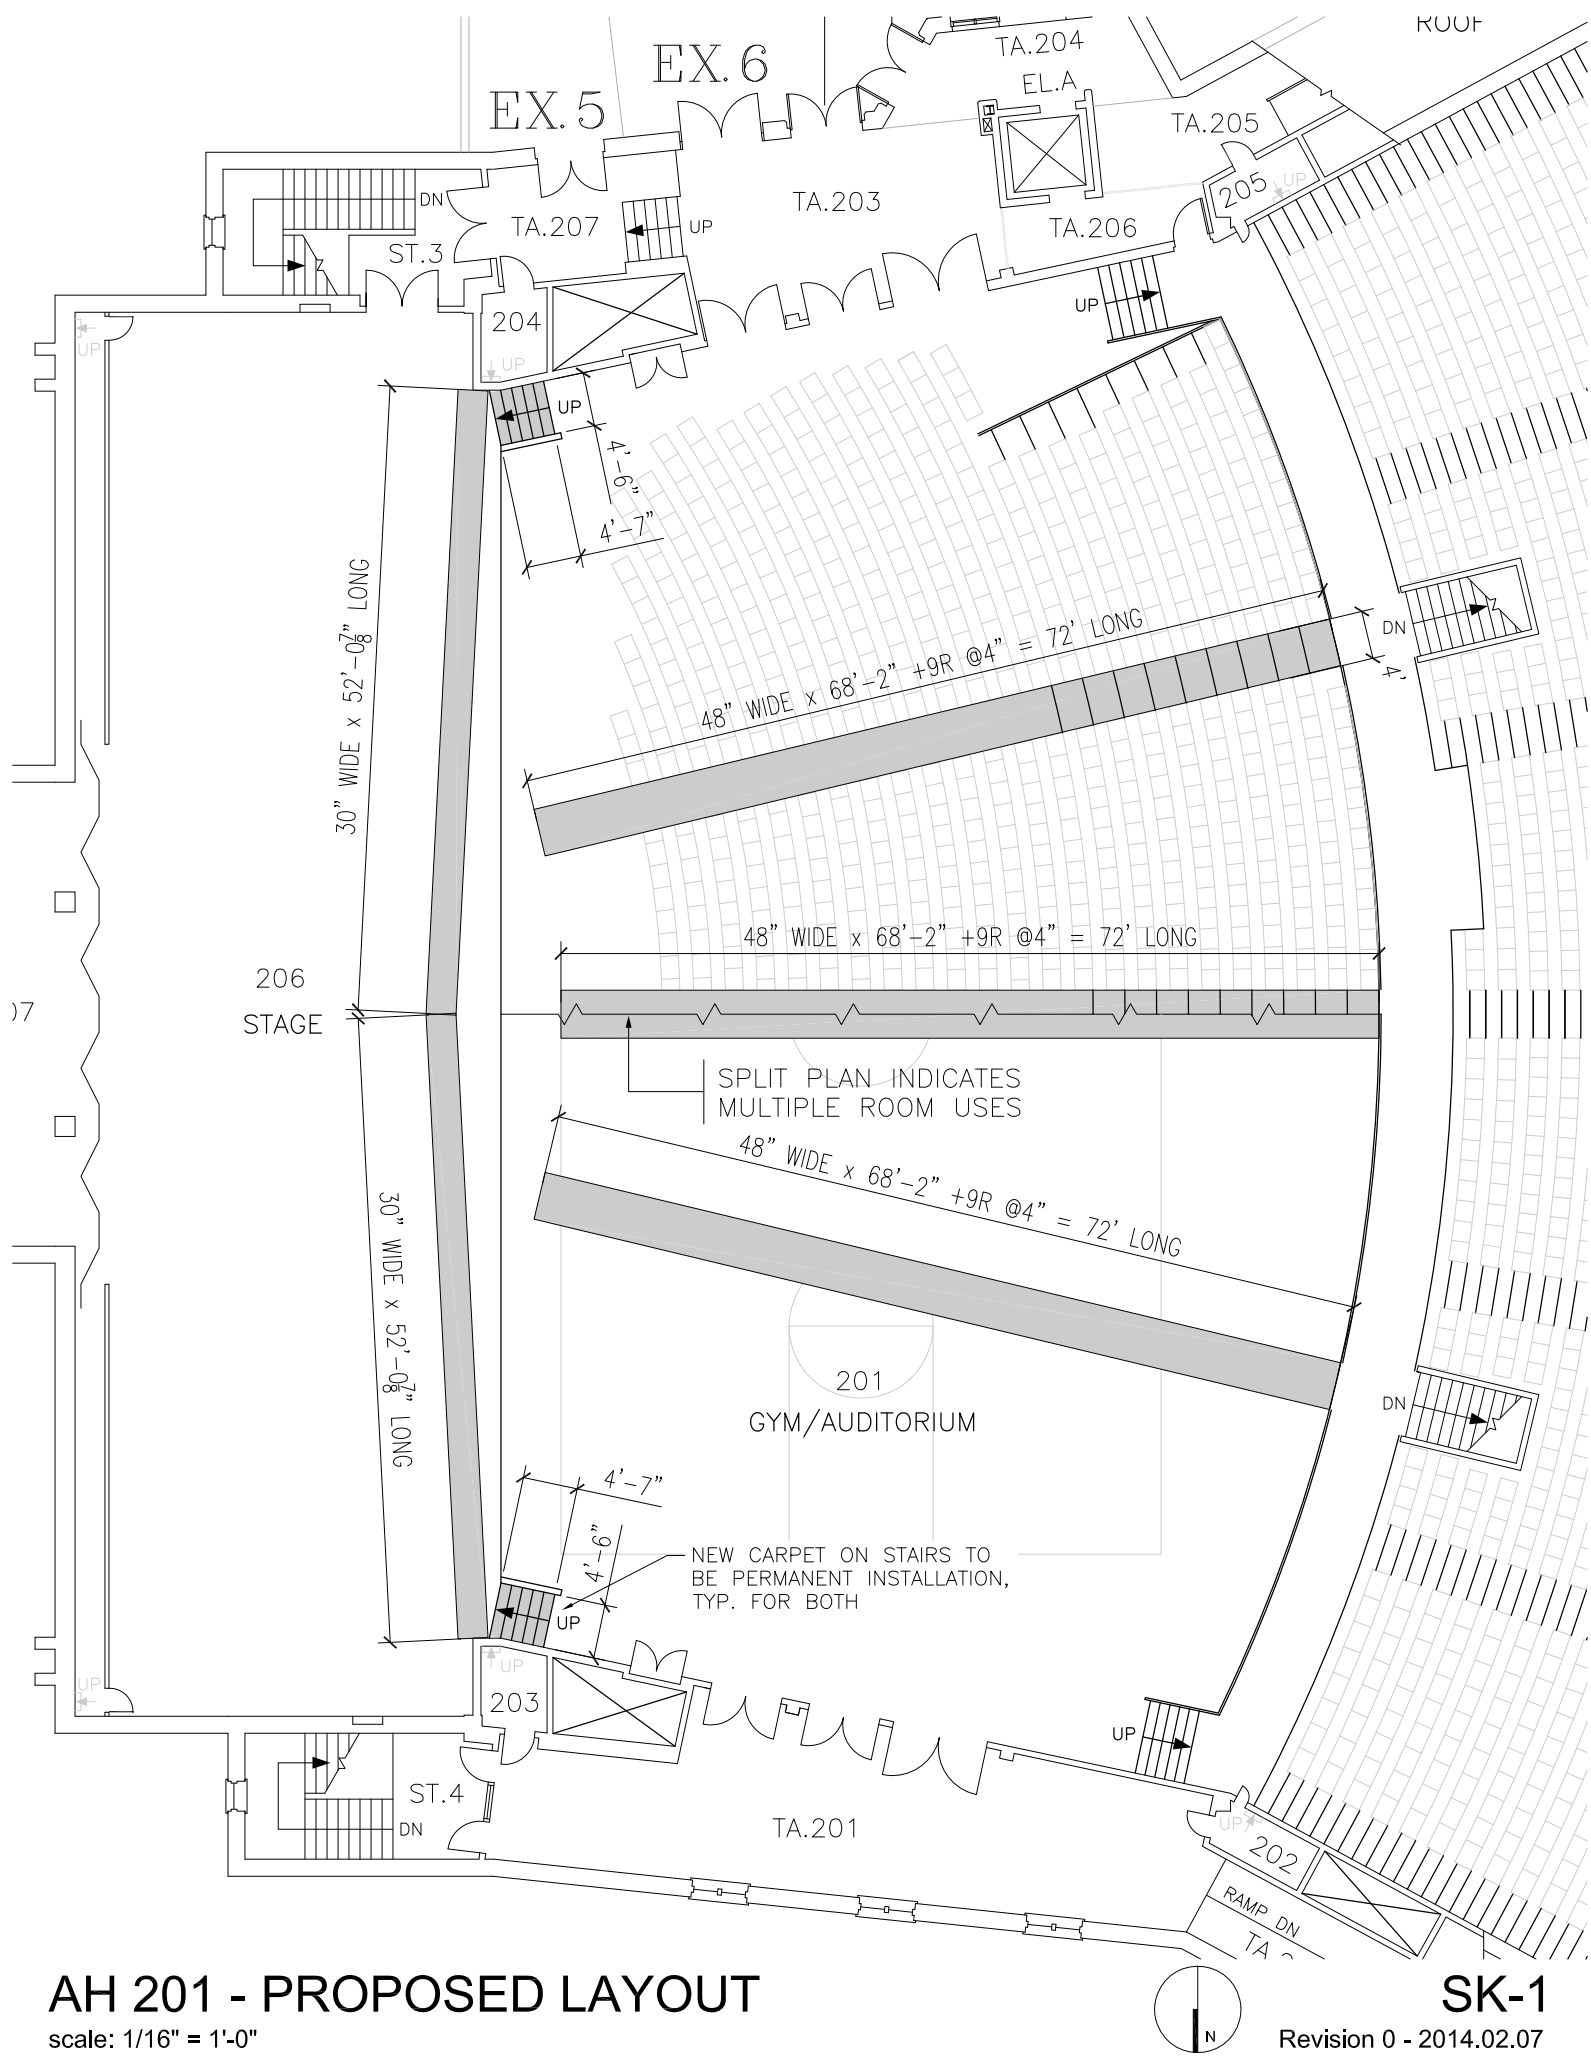 ROOF
EX.6
TA.204
EX.5
EL.A
TA.205
DN
205
UP
TA.207
UP
TA.203
TA.206
ST.3
UP
204
UP
UP
UP
4'-6"
4'-7"
30" WIDE x 52'-0⅞" LONG
48" WIDE x 68'-2" +9R @4" = 72' LONG
DN
4'
48" WIDE x 68'-2" +9R @4" = 72' LONG
206
STAGE
07
SPLIT PLAN INDICATES
MULTIPLE ROOM USES
48" WIDE x 68'-2" +9R @4" = 72' LONG
30" WIDE x 52'-0⅞" LONG
201
GYM/AUDITORIUM
DN
4'-7"
4'-6"
NEW CARPET ON STAIRS TO
BE PERMANENT INSTALLATION,
TYP. FOR BOTH
UP
UP
UP
203
UP
ST.4
DN
TA.201
UP
202
RAMP DN
TA.2
AH 201 - PROPOSED LAYOUT
scale: 1/16" = 1'-0"
N
SK-1
Revision 0 - 2014.02.07